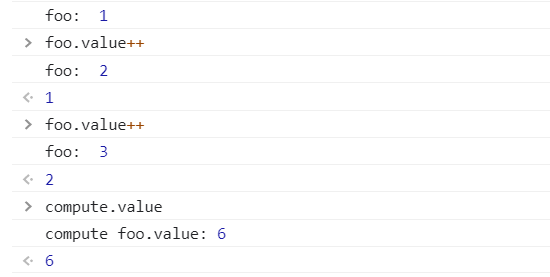 foo:  1
> foo.value++
foo:  2
<· 1
> foo.value++
foo:  3
<· 2
> compute.value
compute foo.value: 6
<· 6